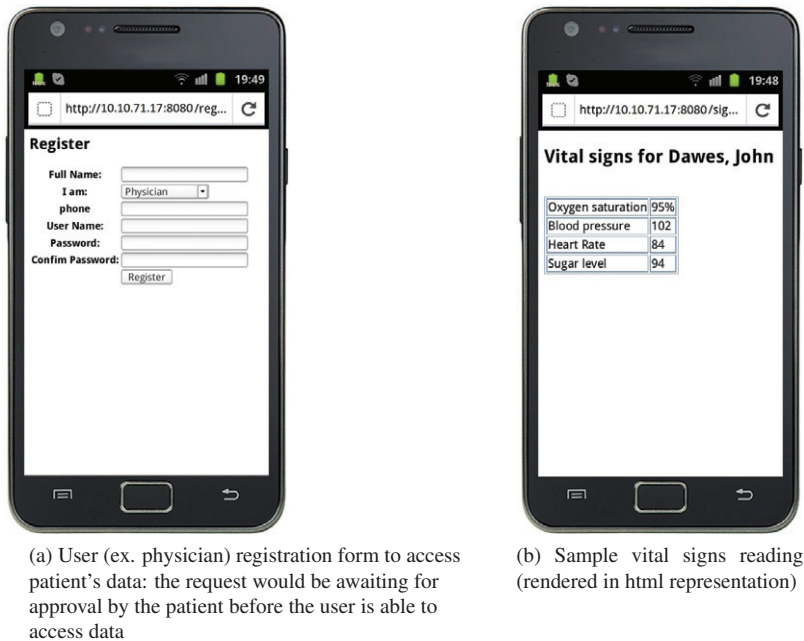 19:49
http://10.10.71.17:8080/reg...
Register
Full Name:
I am:
Physician
phone
User Name:
Password:
Confim Password:
Register
(a) User (ex. physician) registration form to access
patient's data: the request would be awaiting for
approval by the patient before the user is able to
access data
19:48
http://10.10.71.17:8080/sig...
Vital signs for Dawes, John
Oxygen saturation 95%
Blood pressure 102
Heart Rate 84
Sugar level 94
(b) Sample vital signs reading
(rendered in html representation)